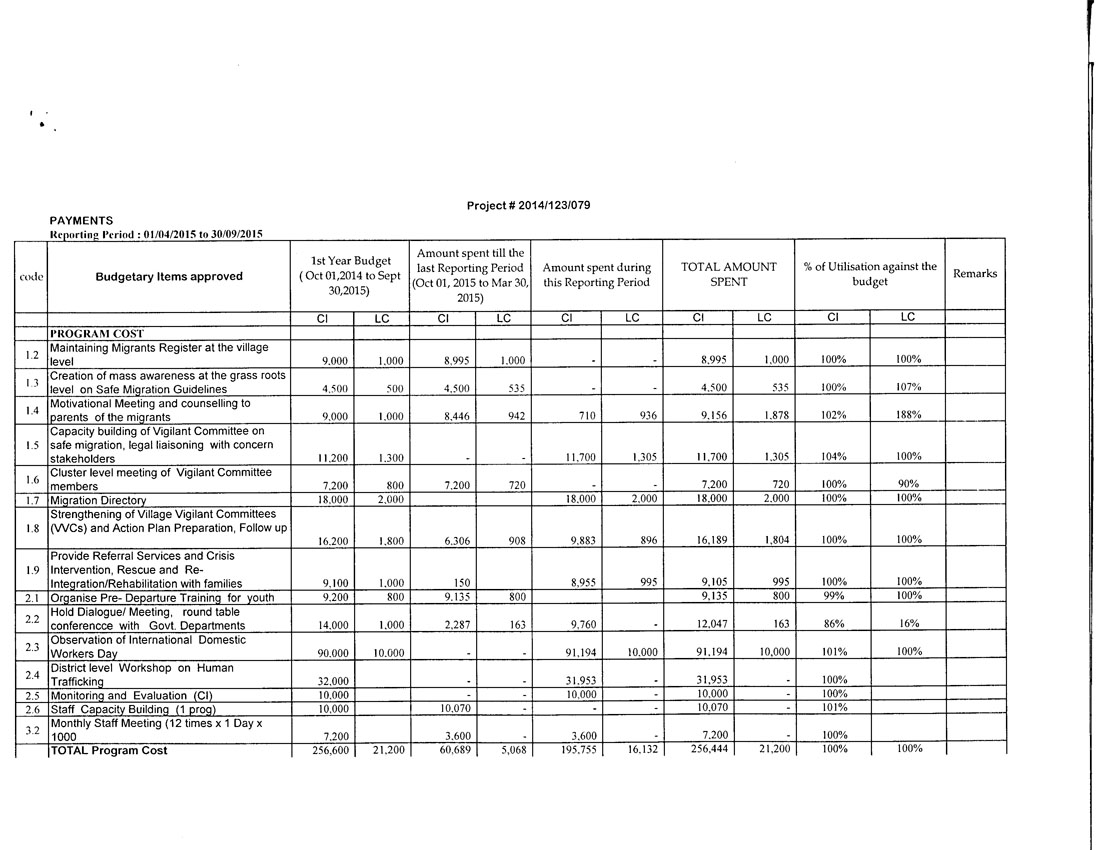 Project # 2014/123/079
PAYMENTS
Reporting Period : 01/04/2015 to 30/09/2015
code | Budgetary Items approved | 1st Year Budget ( Oct 01,2014 to Sept 30,2015) | Amount spent till the last Reporting Period (Oct 01, 2015 to Mar 30, 2015) | Amount spent during this Reporting Period | TOTAL AMOUNT SPENT | % of Utilisation against the budget | Remarks
CI | LC | CI | LC | CI | LC | CI | LC | CI | LC
PROGRAM COST
1.2 | Maintaining Migrants Register at the village level | 9,000 | 1,000 | 8,995 | 1,000 | - | - | 8,995 | 1,000 | 100% | 100%
1.3 | Creation of mass awareness at the grass roots level on Safe Migration Guidelines | 4,500 | 500 | 4,500 | 535 | - | - | 4,500 | 535 | 100% | 107%
1.4 | Motivational Meeting and counselling to parents of the migrants | 9,000 | 1,000 | 8,446 | 942 | 710 | 936 | 9,156 | 1,878 | 102% | 188%
1.5 | Capacity building of Vigilant Committee on safe migration, legal liaisoning with concern stakeholders | 11,200 | 1,300 | - | - | 11,700 | 1,305 | 11,700 | 1,305 | 104% | 100%
1.6 | Cluster level meeting of Vigilant Committee members | 7,200 | 800 | 7,200 | 720 | - | - | 7,200 | 720 | 100% | 90%
1.7 | Migration Directory | 18,000 | 2,000 | | | 18,000 | 2,000 | 18,000 | 2,000 | 100% | 100%
1.8 | Strengthening of Village Vigilant Committees (VVCs) and Action Plan Preparation, Follow up | 16,200 | 1,800 | 6,306 | 908 | 9,883 | 896 | 16,189 | 1,804 | 100% | 100%
1.9 | Provide Referral Services and Crisis Intervention, Rescue and Re-Integration/Rehabilitation with families | 9,100 | 1,000 | 150 | | 8,955 | 995 | 9,105 | 995 | 100% | 100%
2.1 | Organise Pre- Departure Training for youth | 9,200 | 800 | 9,135 | 800 | | | 9,135 | 800 | 99% | 100%
2.2 | Hold Dialogue/ Meeting, round table conferencce with Govt. Departments | 14,000 | 1,000 | 2,287 | 163 | 9,760 | - | 12,047 | 163 | 86% | 16%
2.3 | Observation of International Domestic Workers Day | 90,000 | 10,000 | - | - | 91,194 | 10,000 | 91,194 | 10,000 | 101% | 100%
2.4 | District level Workshop on Human Trafficking | 32,000 | | - | - | 31,953 | - | 31,953 | - | 100%
2.5 | Monitoring and Evaluation (CI) | 10,000 | | - | - | 10,000 | - | 10,000 | - | 100%
2.6 | Staff Capacity Building (1 prog) | 10,000 | | 10,070 | - | - | - | 10,070 | - | 101%
3.2 | Monthly Staff Meeting (12 times x 1 Day x 1000 | 7,200 | | 3,600 | - | 3,600 | - | 7,200 | - | 100%
TOTAL Program Cost | 256,600 | 21,200 | 60,689 | 5,068 | 195,755 | 16,132 | 256,444 | 21,200 | 100% | 100%